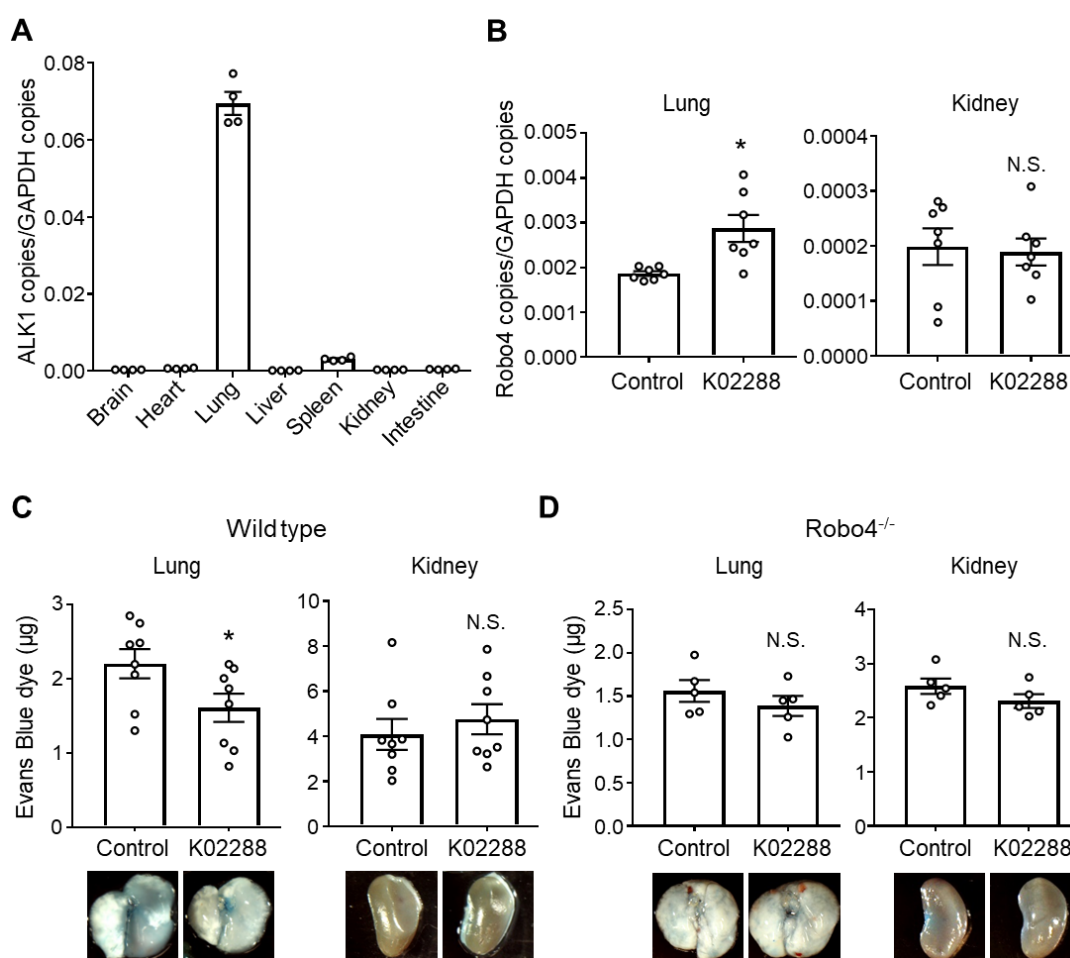 A
ALK1 copies/GAPDH copies
0.08
0.06
0.04
0.02
0.00
Brain
Heart
Lung
Liver
Spleen
Kidney
Intestine
B
Robo4 copies/GAPDH copies
Lung
0.005
0.004
0.003
0.002
0.001
0.000
*
Control K02288
Kidney
0.0004
0.0003
0.0002
0.0001
0.0000
N.S.
Control K02288
C
Wild type
Evans Blue dye (µg)
Lung
3
2
1
0
*
Control K02288
Kidney
10
8
6
4
2
0
N.S.
Control K02288
D
Robo4-/-
Evans Blue dye (µg)
Lung
2.5
2.0
1.5
1.0
0.5
0.0
N.S.
Control K02288
Kidney
4
3
2
1
0
N.S.
Control K02288